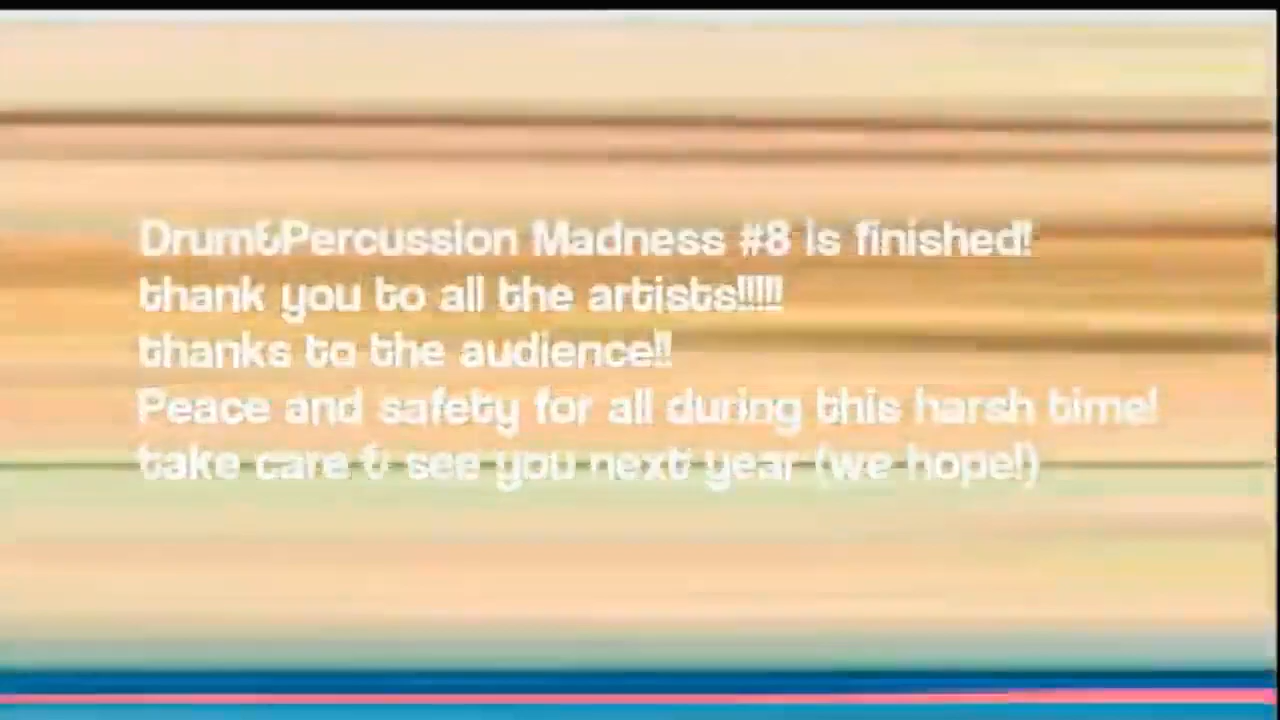 Drum&Percussion Madness #8 is finished!
thank you to all the artists!!!!!
thanks to the audience!!
Peace and safety for all during this harsh time!
take care & see you next year (we hope!)